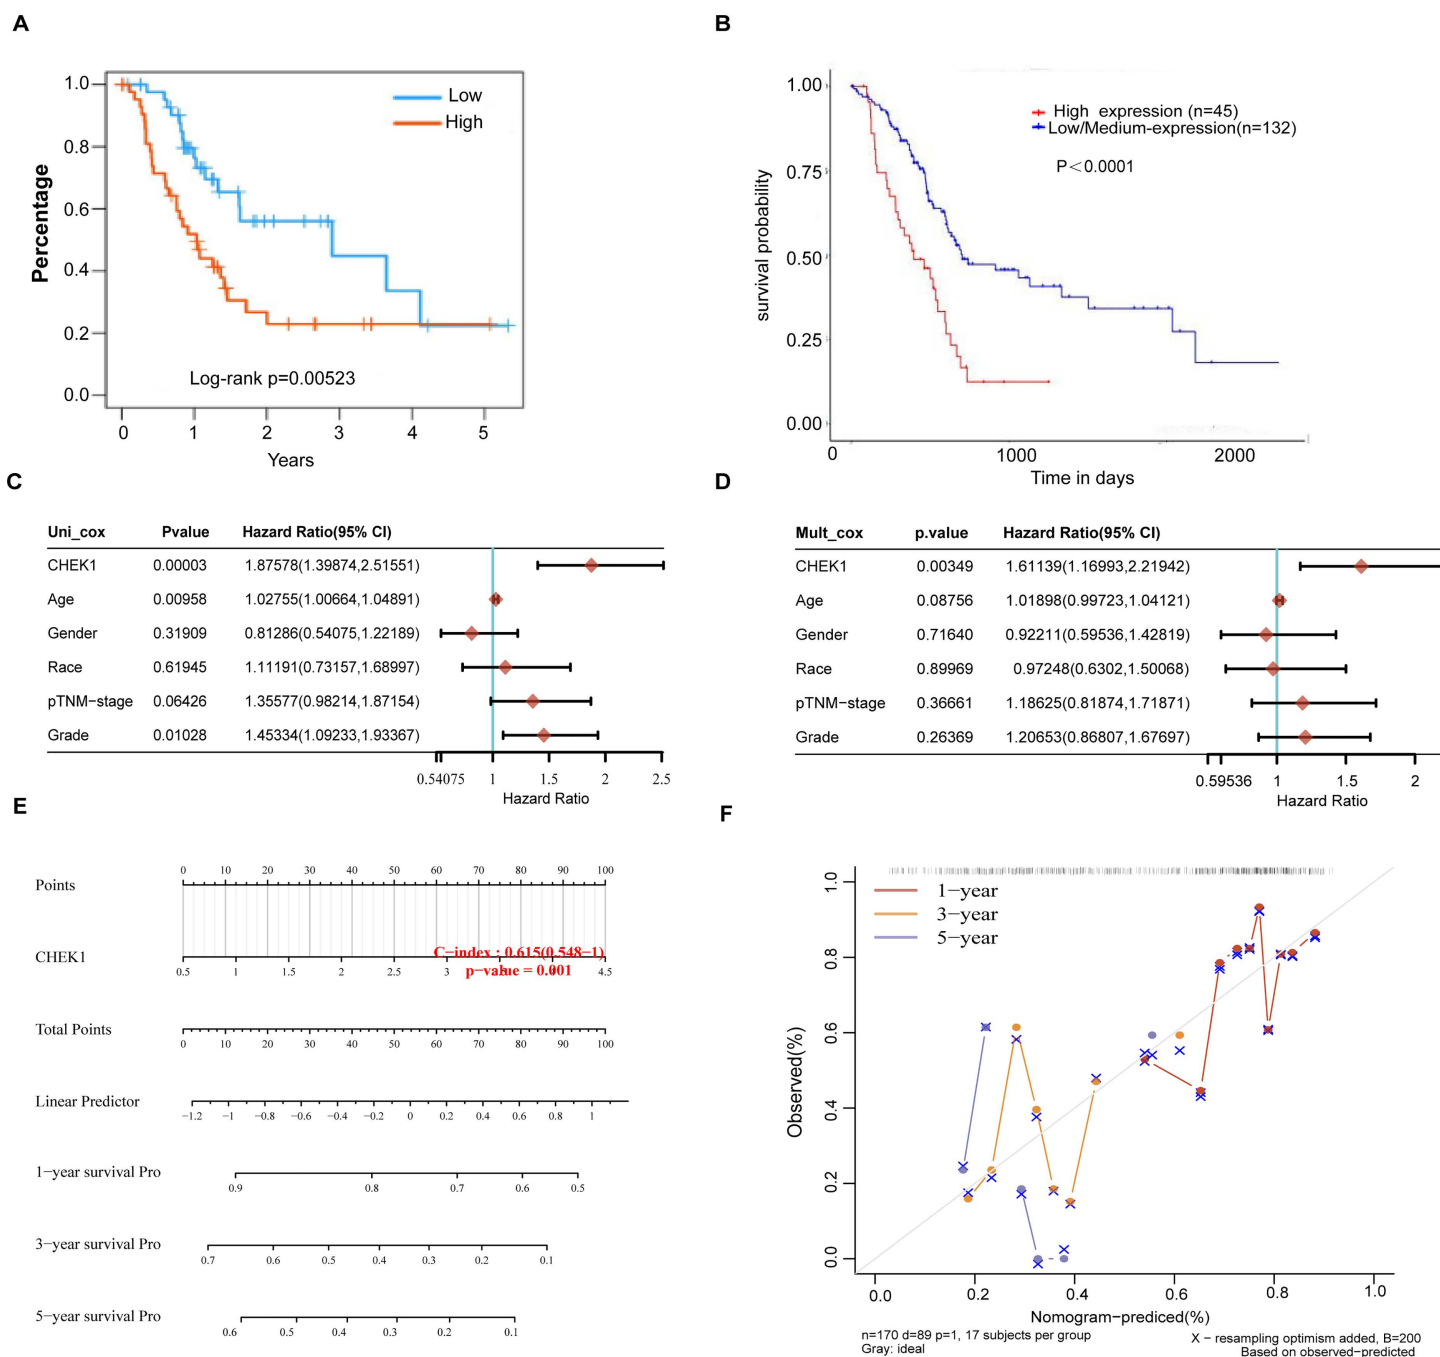 A
1.0
0.8
0.6
0.4
0.2
0.0
Percentage
Low
High
Log-rank p=0.00523
0 1 2 3 4 5
Years
B
1.00
0.75
0.50
0.25
0.00
survival probability
High expression (n=45)
Low/Medium-expression(n=132)
P<0.0001
0 1000 2000
Time in days
C
Uni_cox Pvalue Hazard Ratio(95% CI)
CHEK1 0.00003 1.87578(1.39874,2.51551)
Age 0.00958 1.02755(1.00664,1.04891)
Gender 0.31909 0.81286(0.54075,1.22189)
Race 0.61945 1.11191(0.73157,1.68997)
pTNM−stage 0.06426 1.35577(0.98214,1.87154)
Grade 0.01028 1.45334(1.09233,1.93367)
0.54075 1 1.5 2 2.5
Hazard Ratio
D
Mult_cox p.value Hazard Ratio(95% CI)
CHEK1 0.00349 1.61139(1.16993,2.21942)
Age 0.08756 1.01898(0.99723,1.04121)
Gender 0.71640 0.92211(0.59536,1.42819)
Race 0.89969 0.97248(0.6302,1.50068)
pTNM−stage 0.36661 1.18625(0.81874,1.71871)
Grade 0.26369 1.20653(0.86807,1.67697)
0.59536 1 1.5 2
Hazard Ratio
E
0 10 20 30 40 50 60 70 80 90 100
Points
C−index : 0.615(0.548−1)
CHEK1
p−value = 0.001
0.5 1 1.5 2 2.5 3 4.5
Total Points
0 10 20 30 40 50 60 70 80 90 100
Linear Predictor
−1.2 −1 −0.8 −0.6 −0.4 −0.2 0 0.2 0.4 0.6 0.8 1
1−year survival Pro
0.9 0.8 0.7 0.6 0.5
3−year survival Pro
0.7 0.6 0.5 0.4 0.3 0.2 0.1
5−year survival Pro
0.6 0.5 0.4 0.3 0.2 0.1
F
1−year
3−year
5−year
1.0
0.8
0.6
0.4
0.2
0.0
Observed(%)
0.0 0.2 0.4 0.6 0.8 1.0
Nomogram−prediced(%)
n=170 d=89 p=1, 17 subjects per group
Gray: ideal
X − resampling optimism added, B=200
Based on observed−predicted